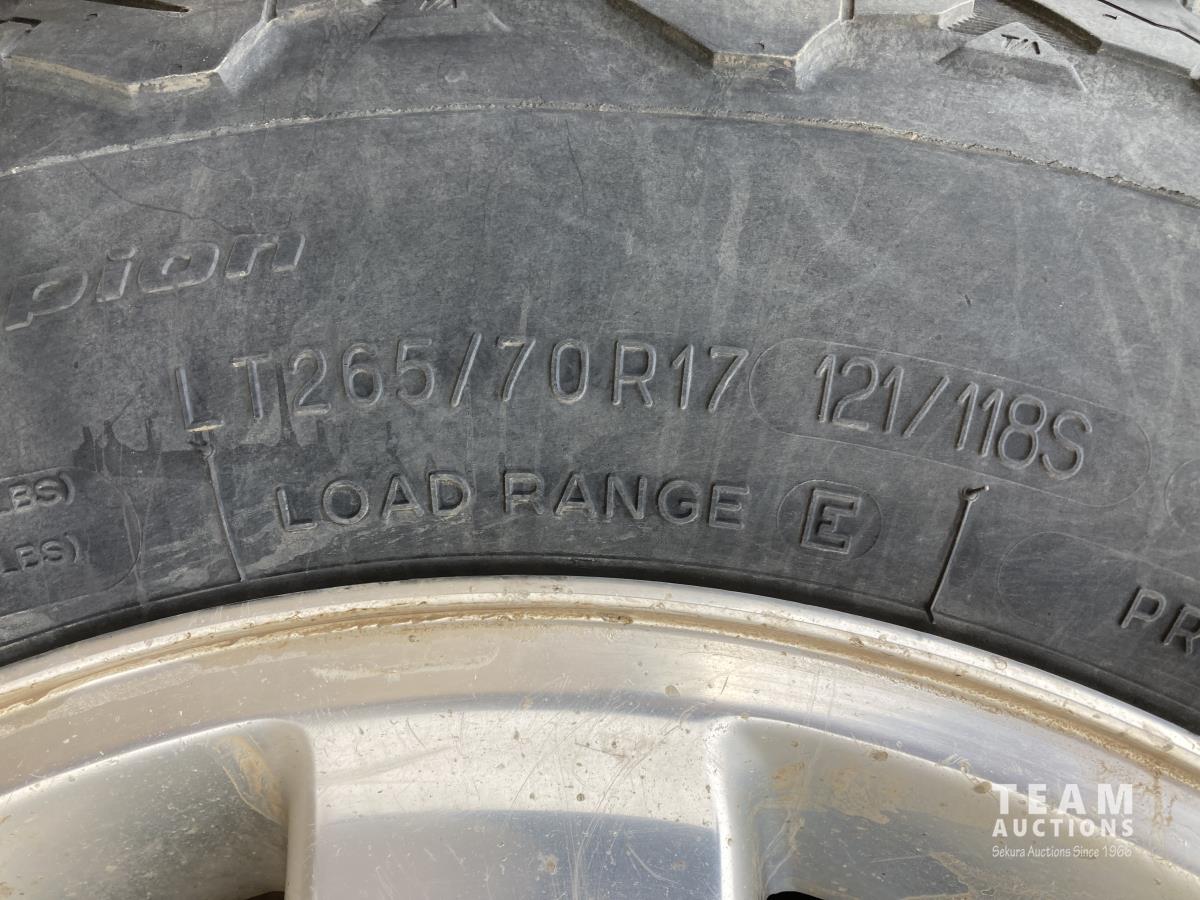 T/A
pion
LT265/70R17 121/118S
LBS)
LOAD RANGE E
LBS)
PR
TEAM
AUCTIONS
Sekura Auctions Since 1966